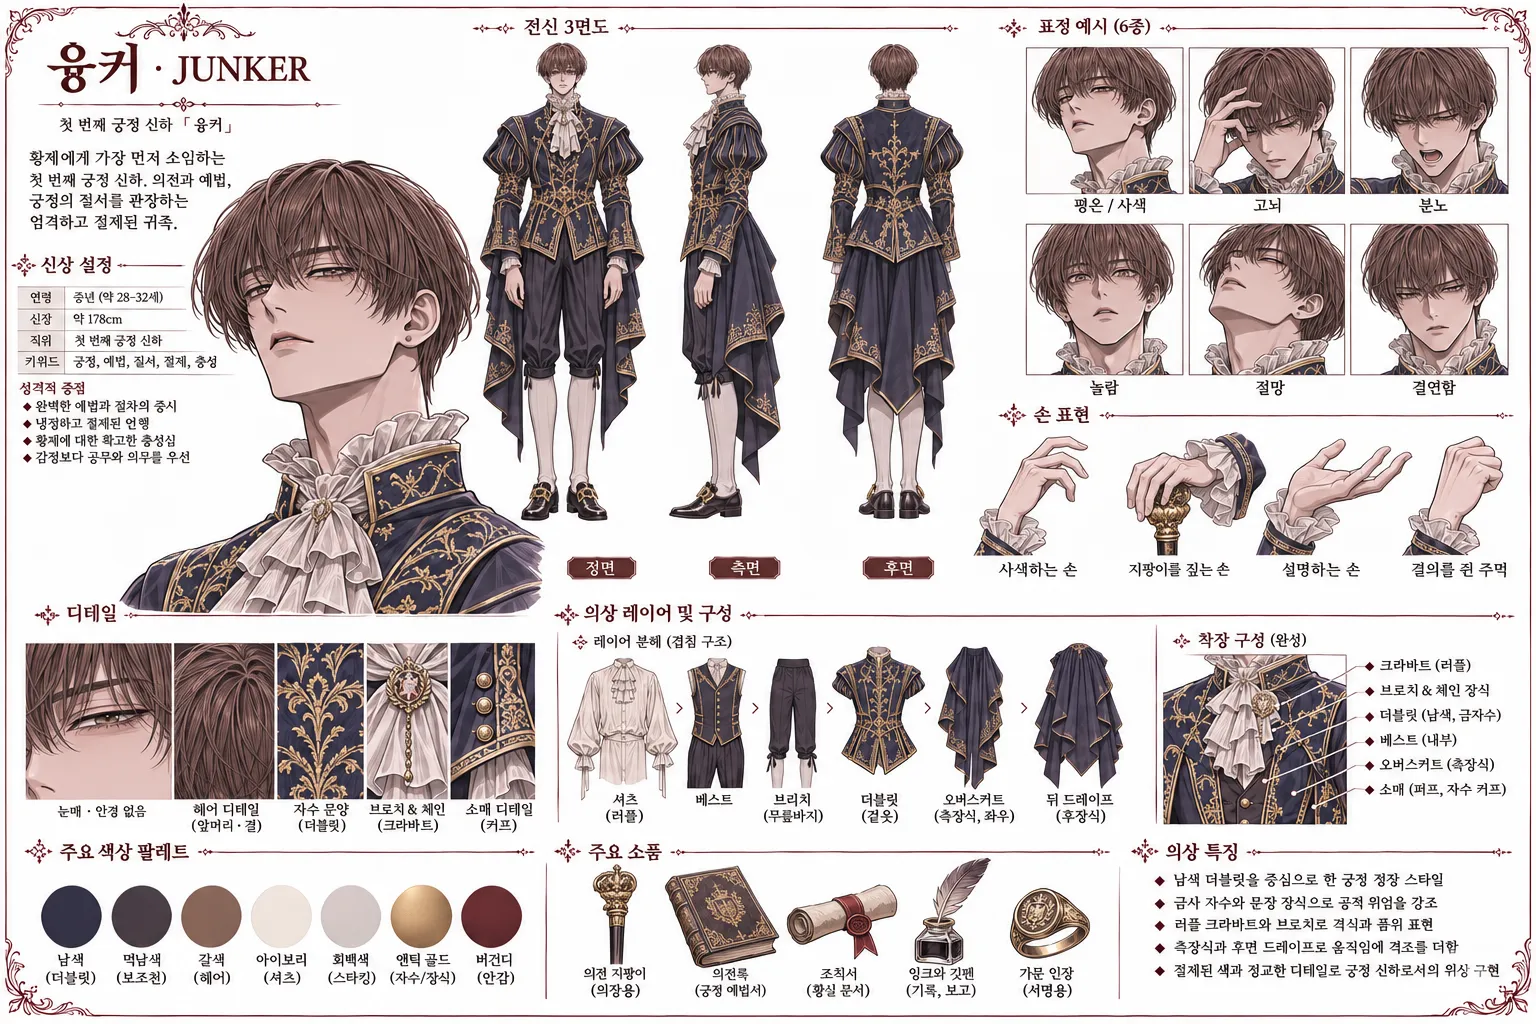 융커 · JUNKER
첫 번째 궁정 신하 「융커」
황제에게 가장 먼저 소임하는
첫 번째 궁정 신하. 의전과 예법,
궁정의 질서를 관장하는
엄격하고 절제된 귀족.
신상 설정
연령 중년 (약 28-32세)
신장 약 178cm
직위 첫 번째 궁정 신하
키워드 궁정, 예법, 질서, 절제, 충성
성격적 중점
◆ 완벽한 예법과 절차의 중시
◆ 냉정하고 절제된 언행
◆ 황제에 대한 확고한 충성심
◆ 감정보다 공무와 의무를 우선
전신 3면도
정면
측면
후면
표정 예시 (6종)
평온 / 사색
고뇌
분노
놀람
절망
결연함
손 표현
사색하는 손
지팡이를 짚는 손
설명하는 손
결의를 쥔 주먹
디테일
눈매 · 안경 없음
헤어 디테일
(앞머리 · 결)
자수 문양
(더블릿)
브로치 & 체인
(크라바트)
소매 디테일
(커프)
의상 레이어 및 구성
레이어 분헤 (겹침 구조)
셔츠
(러플)
베스트
브리치
(무릎바지)
더블릿
(겉옷)
오버스커트
(측장식, 좌우)
뒤 드레이프
(후장식)
착장 구성 (완성)
◆ 크라바트 (러플)
◆ 브로치 & 체인 장식
◆ 더블릿 (남색, 금자수)
◆ 베스트 (내부)
◆ 오버스커트 (측장식)
◆ 소매 (퍼프, 자수 커프)
주요 색상 팔레트
남색
(더블릿)
먹남색
(보조천)
갈색
(헤어)
아이보리
(셔츠)
회백색
(스타킹)
앤틱 골드
(자수/장식)
버건디
(안감)
주요 소품
의전 지팡이
(의장용)
의전록
(궁정 예법서)
조칙서
(황실 문서)
잉크와 깃펜
(기록, 보고)
가문 인장
(서명용)
의상 특징
◆ 남색 더블릿을 중심으로 한 궁정 정장 스타일
◆ 금사 자수와 문장 장식으로 공적 위엄을 강조
◆ 러플 크라바트와 브로치로 격식과 품위 표현
◆ 측장식과 후면 드레이프로 움직임에 격조를 더함
◆ 절제된 색과 정교한 디테일로 궁정 신하로서의 위상 구현